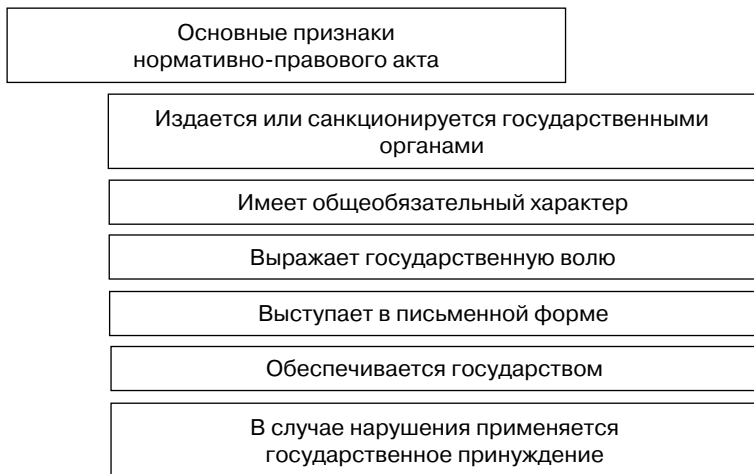 Основные признаки
нормативно-правового акта
Издается или санкционируется государственными
органами
Имеет общеобязательный характер
Выражает государственную волю
Выступает в письменной форме
Обеспечивается государством
В случае нарушения применяется
государственное принуждение